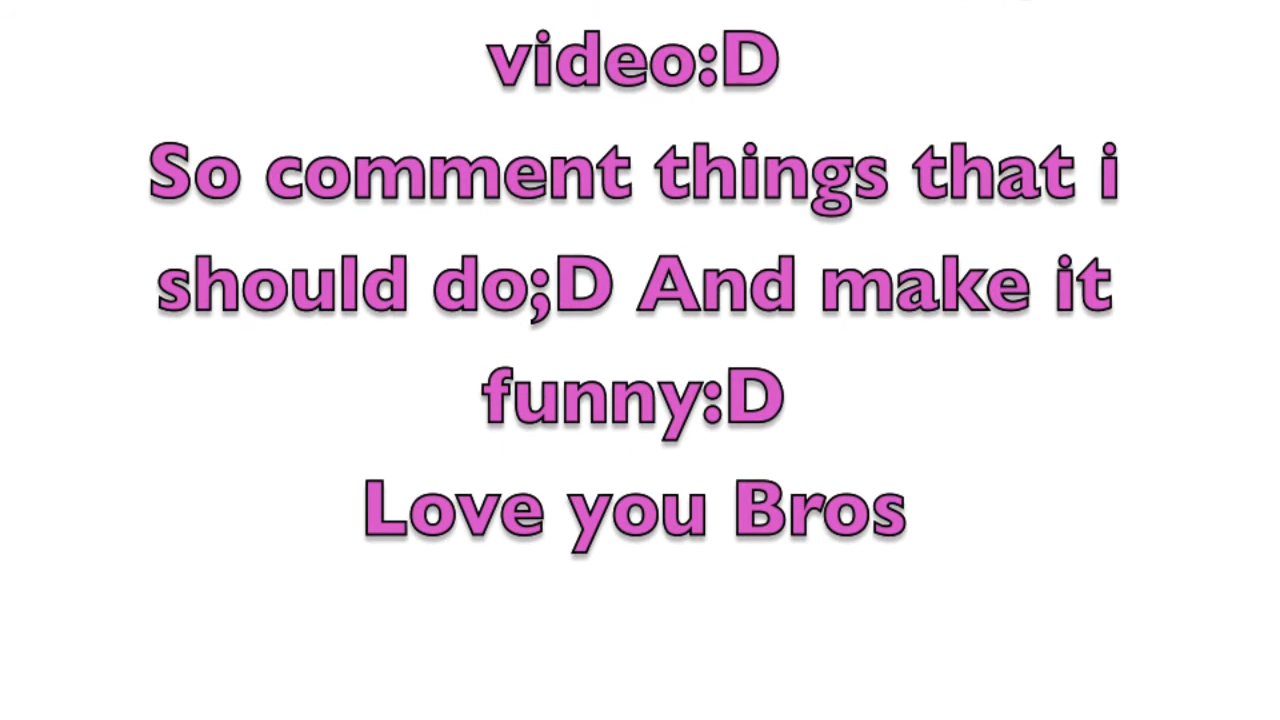 video:D
So comment things that i
should do;D And make it
funny:D
Love you Bros